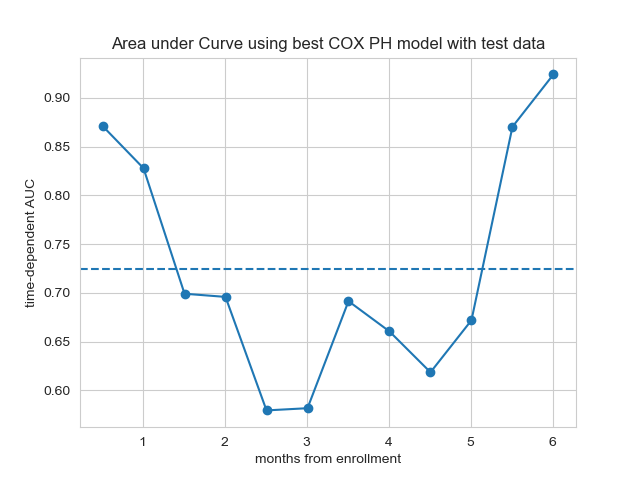 Area under Curve using best COX PH model with test data
time-dependent AUC
0.90
0.85
0.80
0.75
0.70
0.65
0.60
1 2 3 4 5 6
months from enrollment